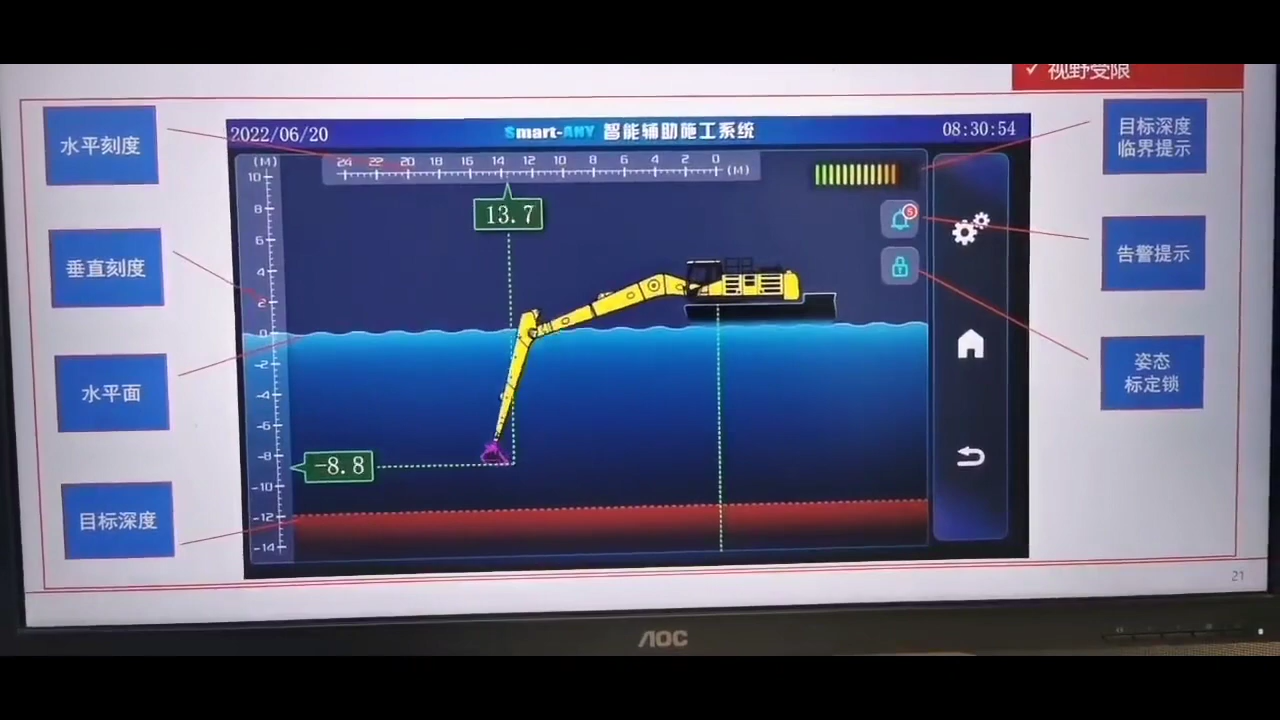 ✓ 视野受限
水平刻度
垂直刻度
水平面
目标深度
2022/06/20
Smart-ANY 智能辅助施工系统
08:30:54
24 22 20 18 16 14 12 10 8 6 4 2 0 (M)
(M)
10
8
6
4
2
0
-2
-4
-6
-8
-10
-12
-14
13.7
-8.8
5
目标深度
临界提示
告警提示
姿态
标定锁
21
AOC